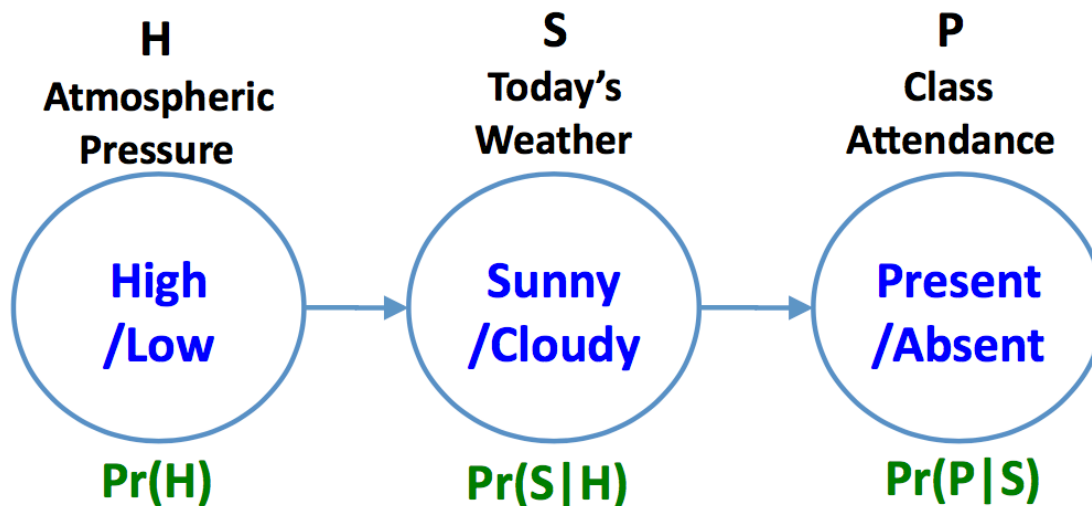 H
Atmospheric
Pressure
High
/Low
Pr(H)
S
Today’s
Weather
Sunny
/Cloudy
Pr(S|H)
P
Class
Attendance
Present
/Absent
Pr(P|S)